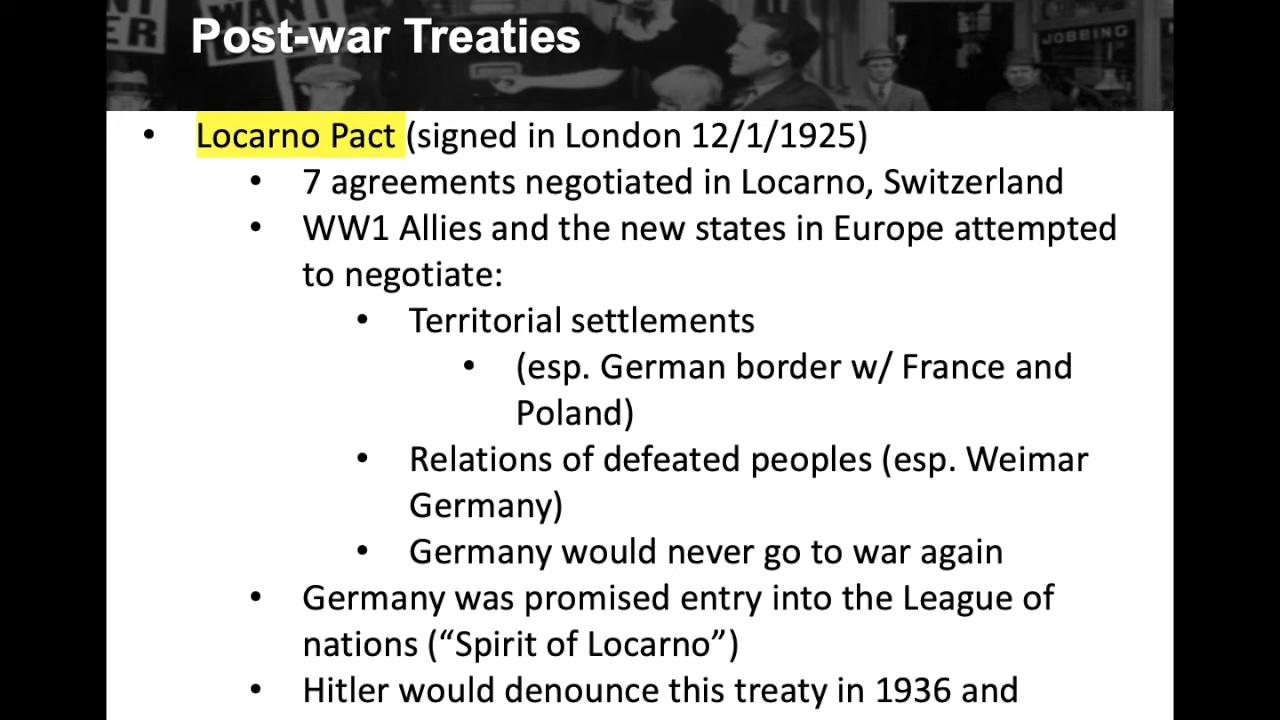 WANT
ER
Post-war Treaties
JOBBING
• Locarno Pact (signed in London 12/1/1925)
• 7 agreements negotiated in Locarno, Switzerland
• WW1 Allies and the new states in Europe attempted
to negotiate:
• Territorial settlements
• (esp. German border w/ France and
Poland)
• Relations of defeated peoples (esp. Weimar
Germany)
• Germany would never go to war again
• Germany was promised entry into the League of
nations (“Spirit of Locarno”)
• Hitler would denounce this treaty in 1936 and